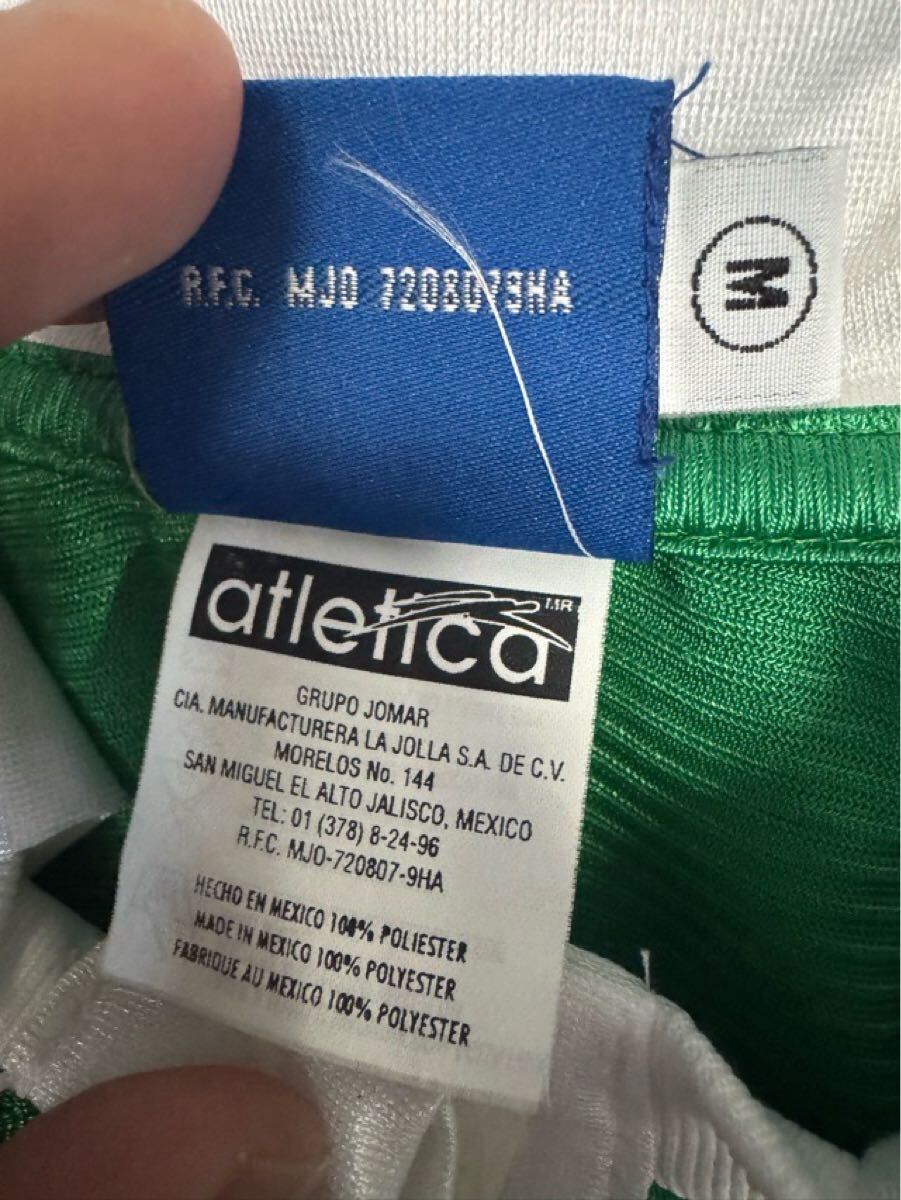 R.F.C. MJO 7208079HA
M
atletica MR
GRUPO JOMAR
CIA. MANUFACTURERA LA JOLLA S.A. DE C.V.
MORELOS No. 144
SAN MIGUEL EL ALTO JALISCO, MEXICO
TEL: 01 (378) 8-24-96
R.F.C. MJO-720807-9HA
HECHO EN MEXICO 100% POLIESTER
MADE IN MEXICO 100% POLYESTER
FABRIQUE AU MEXICO 100% POLYESTER